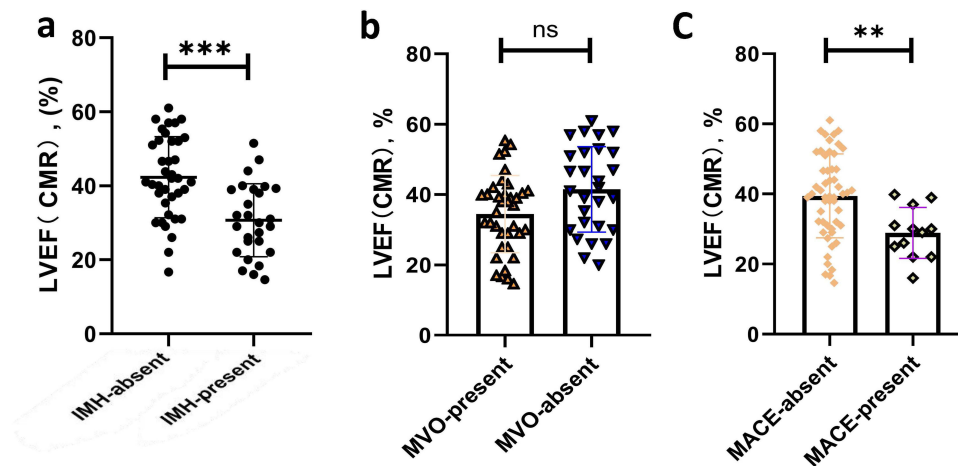 a
LVEF（CMR）, (%)
80
60
40
20
0
***
IMH-absent
IMH-present
b
LVEF（CMR）, %
80
60
40
20
0
ns
MVO-present
MVO-absent
C
LVEF（CMR）, %
80
60
40
20
0
**
MACE-absent
MACE-present